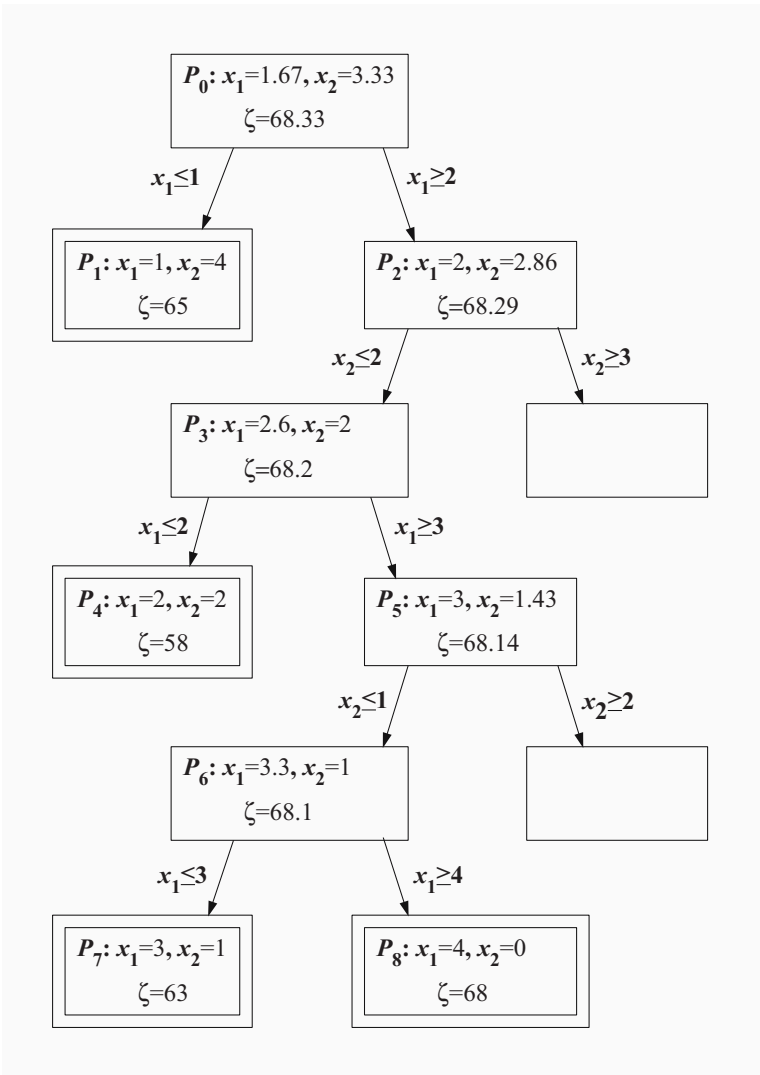 P₀: x₁=1.67, x₂=3.33
ζ=68.33
x₁≤1
x₁≥2
P₁: x₁=1, x₂=4
ζ=65
P₂: x₁=2, x₂=2.86
ζ=68.29
x₂≤2
x₂≥3
P₃: x₁=2.6, x₂=2
ζ=68.2
x₁≤2
x₁≥3
P₄: x₁=2, x₂=2
ζ=58
P₅: x₁=3, x₂=1.43
ζ=68.14
x₂≤1
x₂≥2
P₆: x₁=3.3, x₂=1
ζ=68.1
x₁≤3
x₁≥4
P₇: x₁=3, x₂=1
ζ=63
P₈: x₁=4, x₂=0
ζ=68